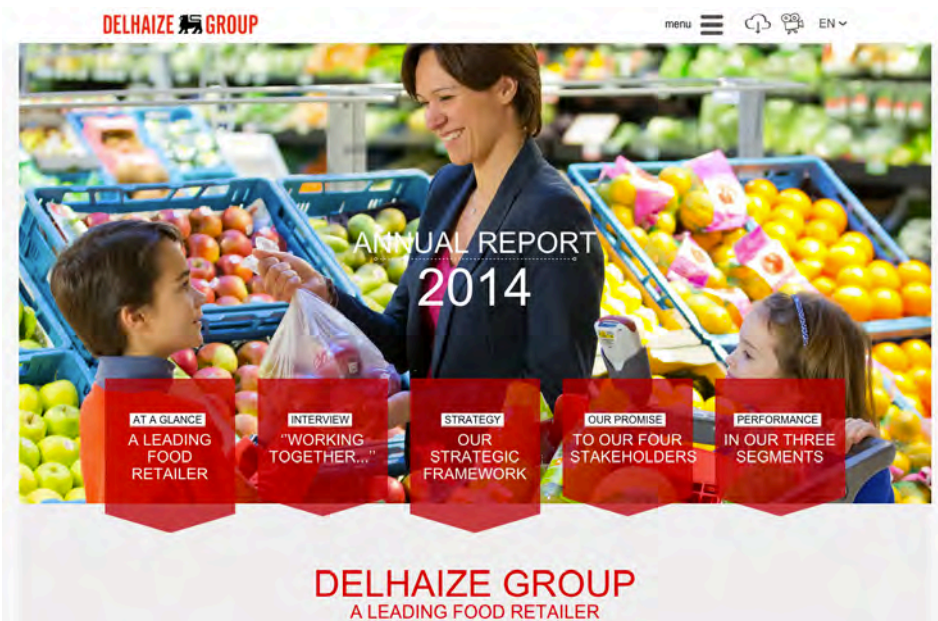 DELHAIZE GROUP
menu
EN
ANNUAL REPORT
2014
AT A GLANCE
A LEADING
FOOD
RETAILER
INTERVIEW
"WORKING
TOGETHER..."
STRATEGY
OUR
STRATEGIC
FRAMEWORK
OUR PROMISE
TO OUR FOUR
STAKEHOLDERS
PERFORMANCE
IN OUR THREE
SEGMENTS
DELHAIZE GROUP
A LEADING FOOD RETAILER